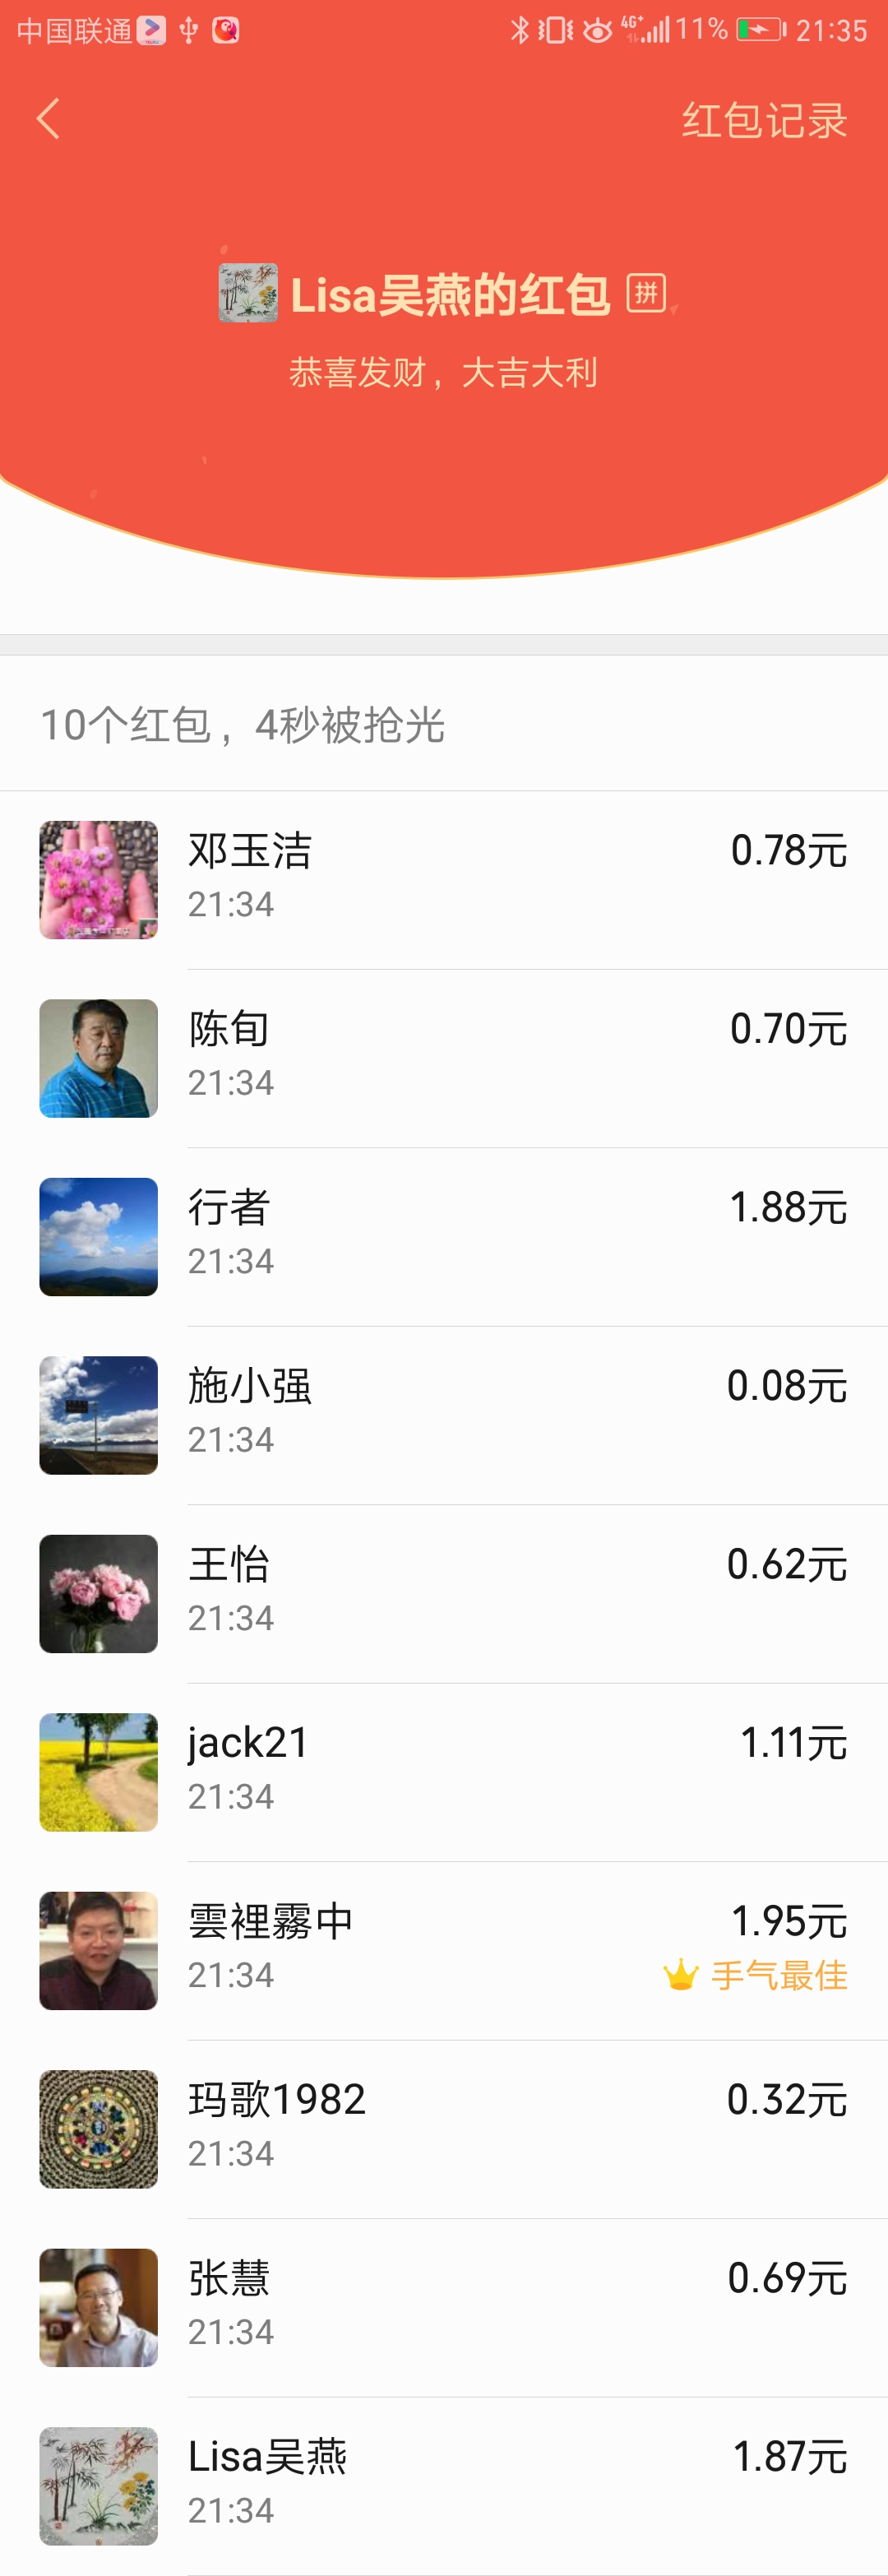 中国联通
4G+ 11% 21:35
红包记录
Lisa吴燕的红包 拼
恭喜发财，大吉大利
10个红包，4秒被抢光
邓玉洁 0.78元
21:34
陈旬 0.70元
21:34
行者 1.88元
21:34
施小强 0.08元
21:34
王怡 0.62元
21:34
jack21 1.11元
21:34
雲裡霧中 1.95元
21:34 手气最佳
玛歌1982 0.32元
21:34
张慧 0.69元
21:34
Lisa吴燕 1.87元
21:34